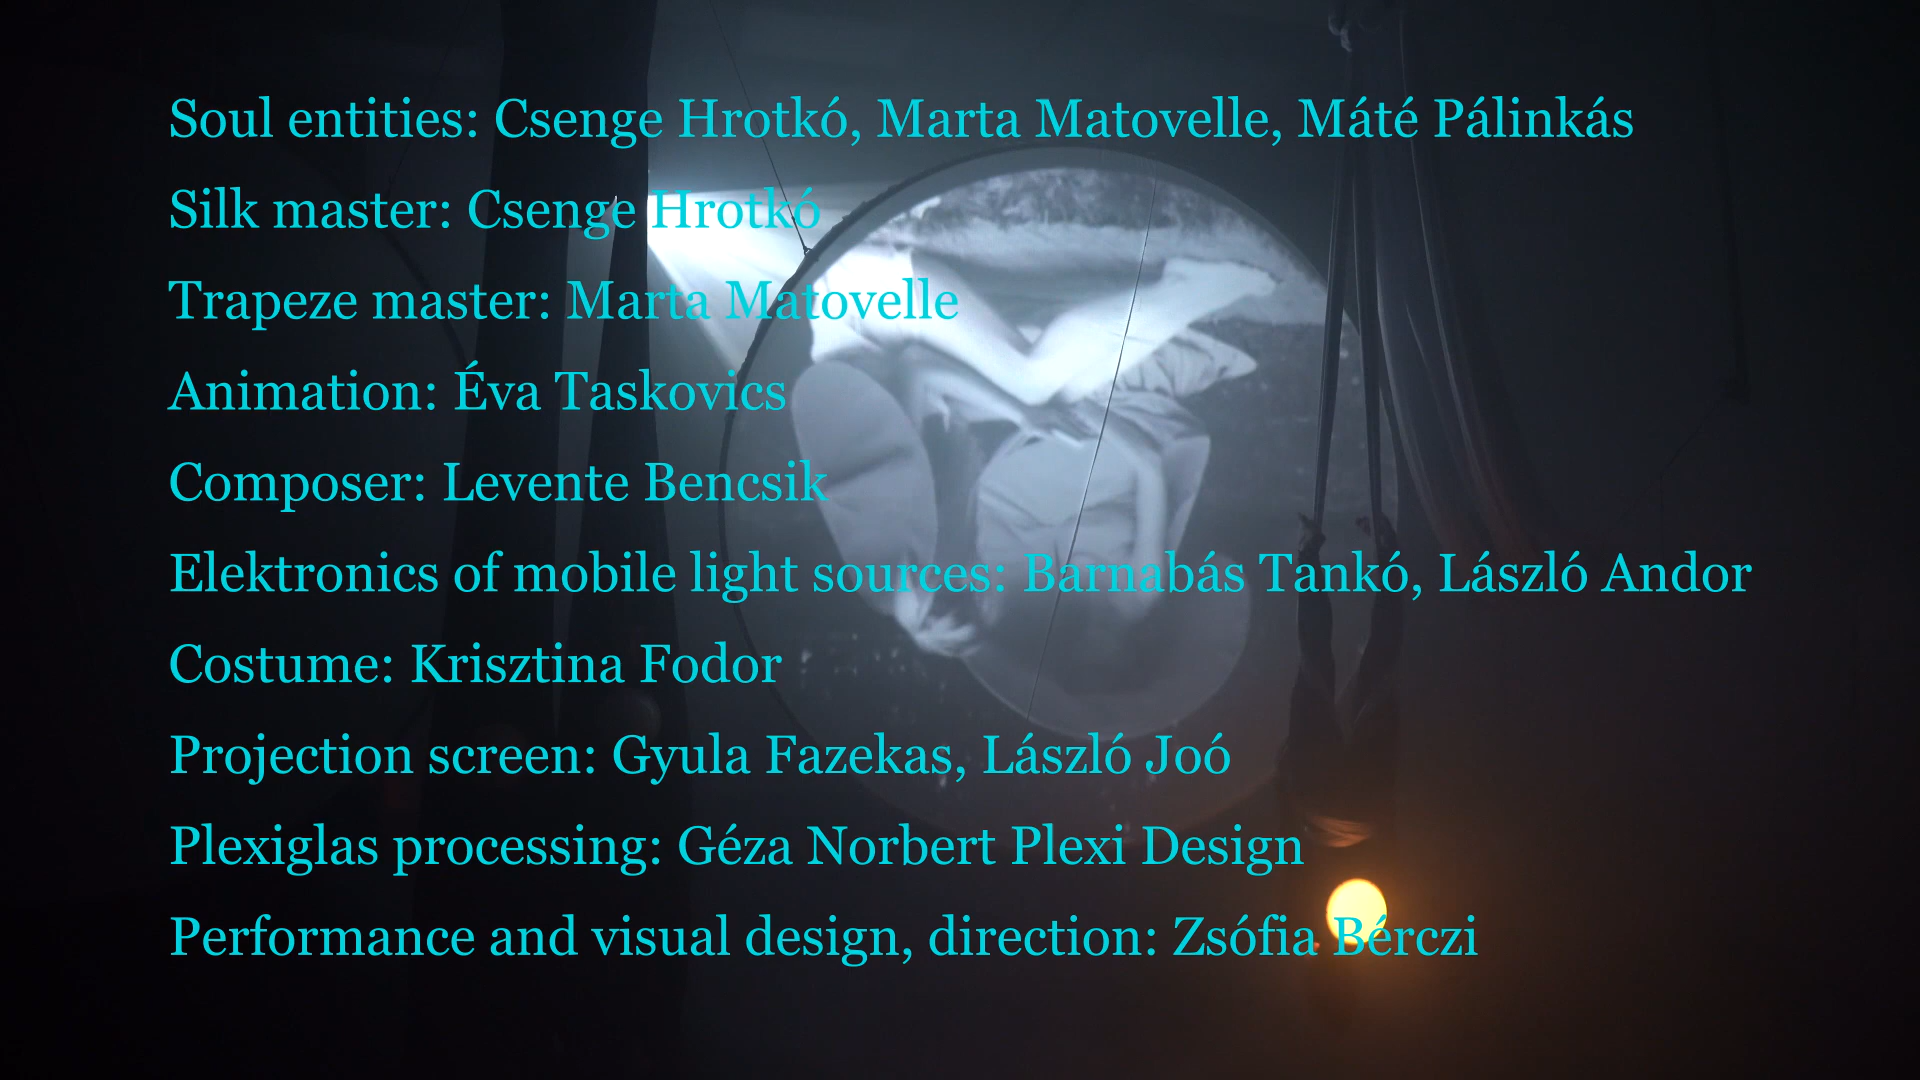 Soul entities: Csenge Hrotkó, Marta Matovelle, Máté Pálinkás
Silk master: Csenge Hrotkó
Trapeze master: Marta Matovelle
Animation: Éva Taskovics
Composer: Levente Bencsik
Elektronics of mobile light sources: Barnabás Tankó, László Andor
Costume: Krisztina Fodor
Projection screen: Gyula Fazekas, László Joó
Plexiglas processing: Géza Norbert Plexi Design
Performance and visual design, direction: Zsófia Bérczi